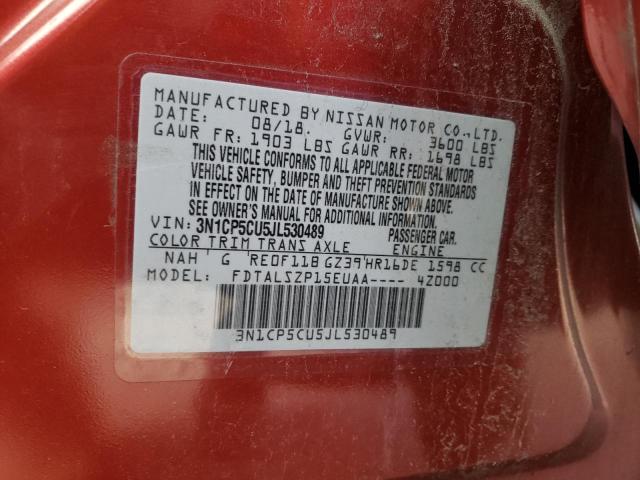 MANUFACTURED BY NISSAN MOTOR CO., LTD.
DATE: 08/18. GVWR: 3600 LBS
GAWR FR: 1903 LBS GAWR RR: 1698 LBS
THIS VEHICLE CONFORMS TO ALL APPLICABLE FEDERAL MOTOR
VEHICLE SAFETY, BUMPER AND THEFT PREVENTION STANDARDS
IN EFFECT ON THE DATE OF MANUFACTURE SHOWN ABOVE.
SEE OWNER'S MANUAL FOR ADDITIONAL INFORMATION.
VIN: 3N1CP5CU5JL530489 PASSENGER CAR.
COLOR TRIM TRANS AXLE ENGINE
NAH G RE0F11B GZ39 HR16DE 1598 CC
MODEL: FDTALSZP15EUAA---- 4Z000
3N1CP5CU5JL530489